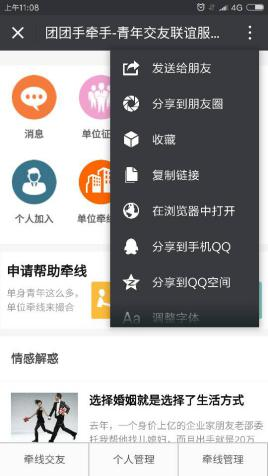 上午11:08
4G
团团手牵手-青年交友联谊服...
发送给朋友
分享到朋友圈
收藏
复制链接
在浏览器中打开
分享到手机QQ
分享到QQ空间
Aa 调整字体
消息
单位征
个人加入
单位牵线
申请帮助牵线
单身青年这么多。
单位牵线来撮合
情感解惑
选择婚姻就是选择了生活方式
去年，一个身价上亿的企业家朋友老邵委
托我帮他找儿媳妇，而且出手就是20万
牵线交友
个人管理
牵线管理